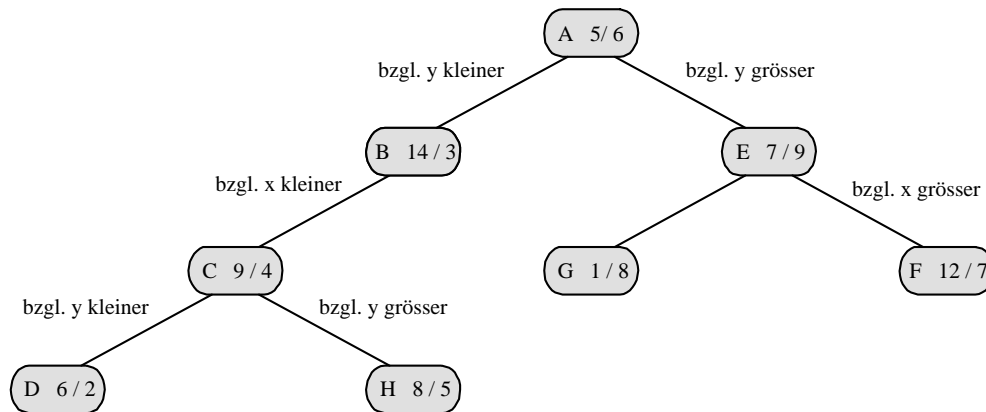 A 5/ 6
bzgl. y kleiner
bzgl. y grösser
B 14 / 3
E 7 / 9
bzgl. x kleiner
bzgl. x grösser
C 9 / 4
G 1 / 8
F 12 / 7
bzgl. y kleiner
bzgl. y grösser
D 6 / 2
H 8 / 5